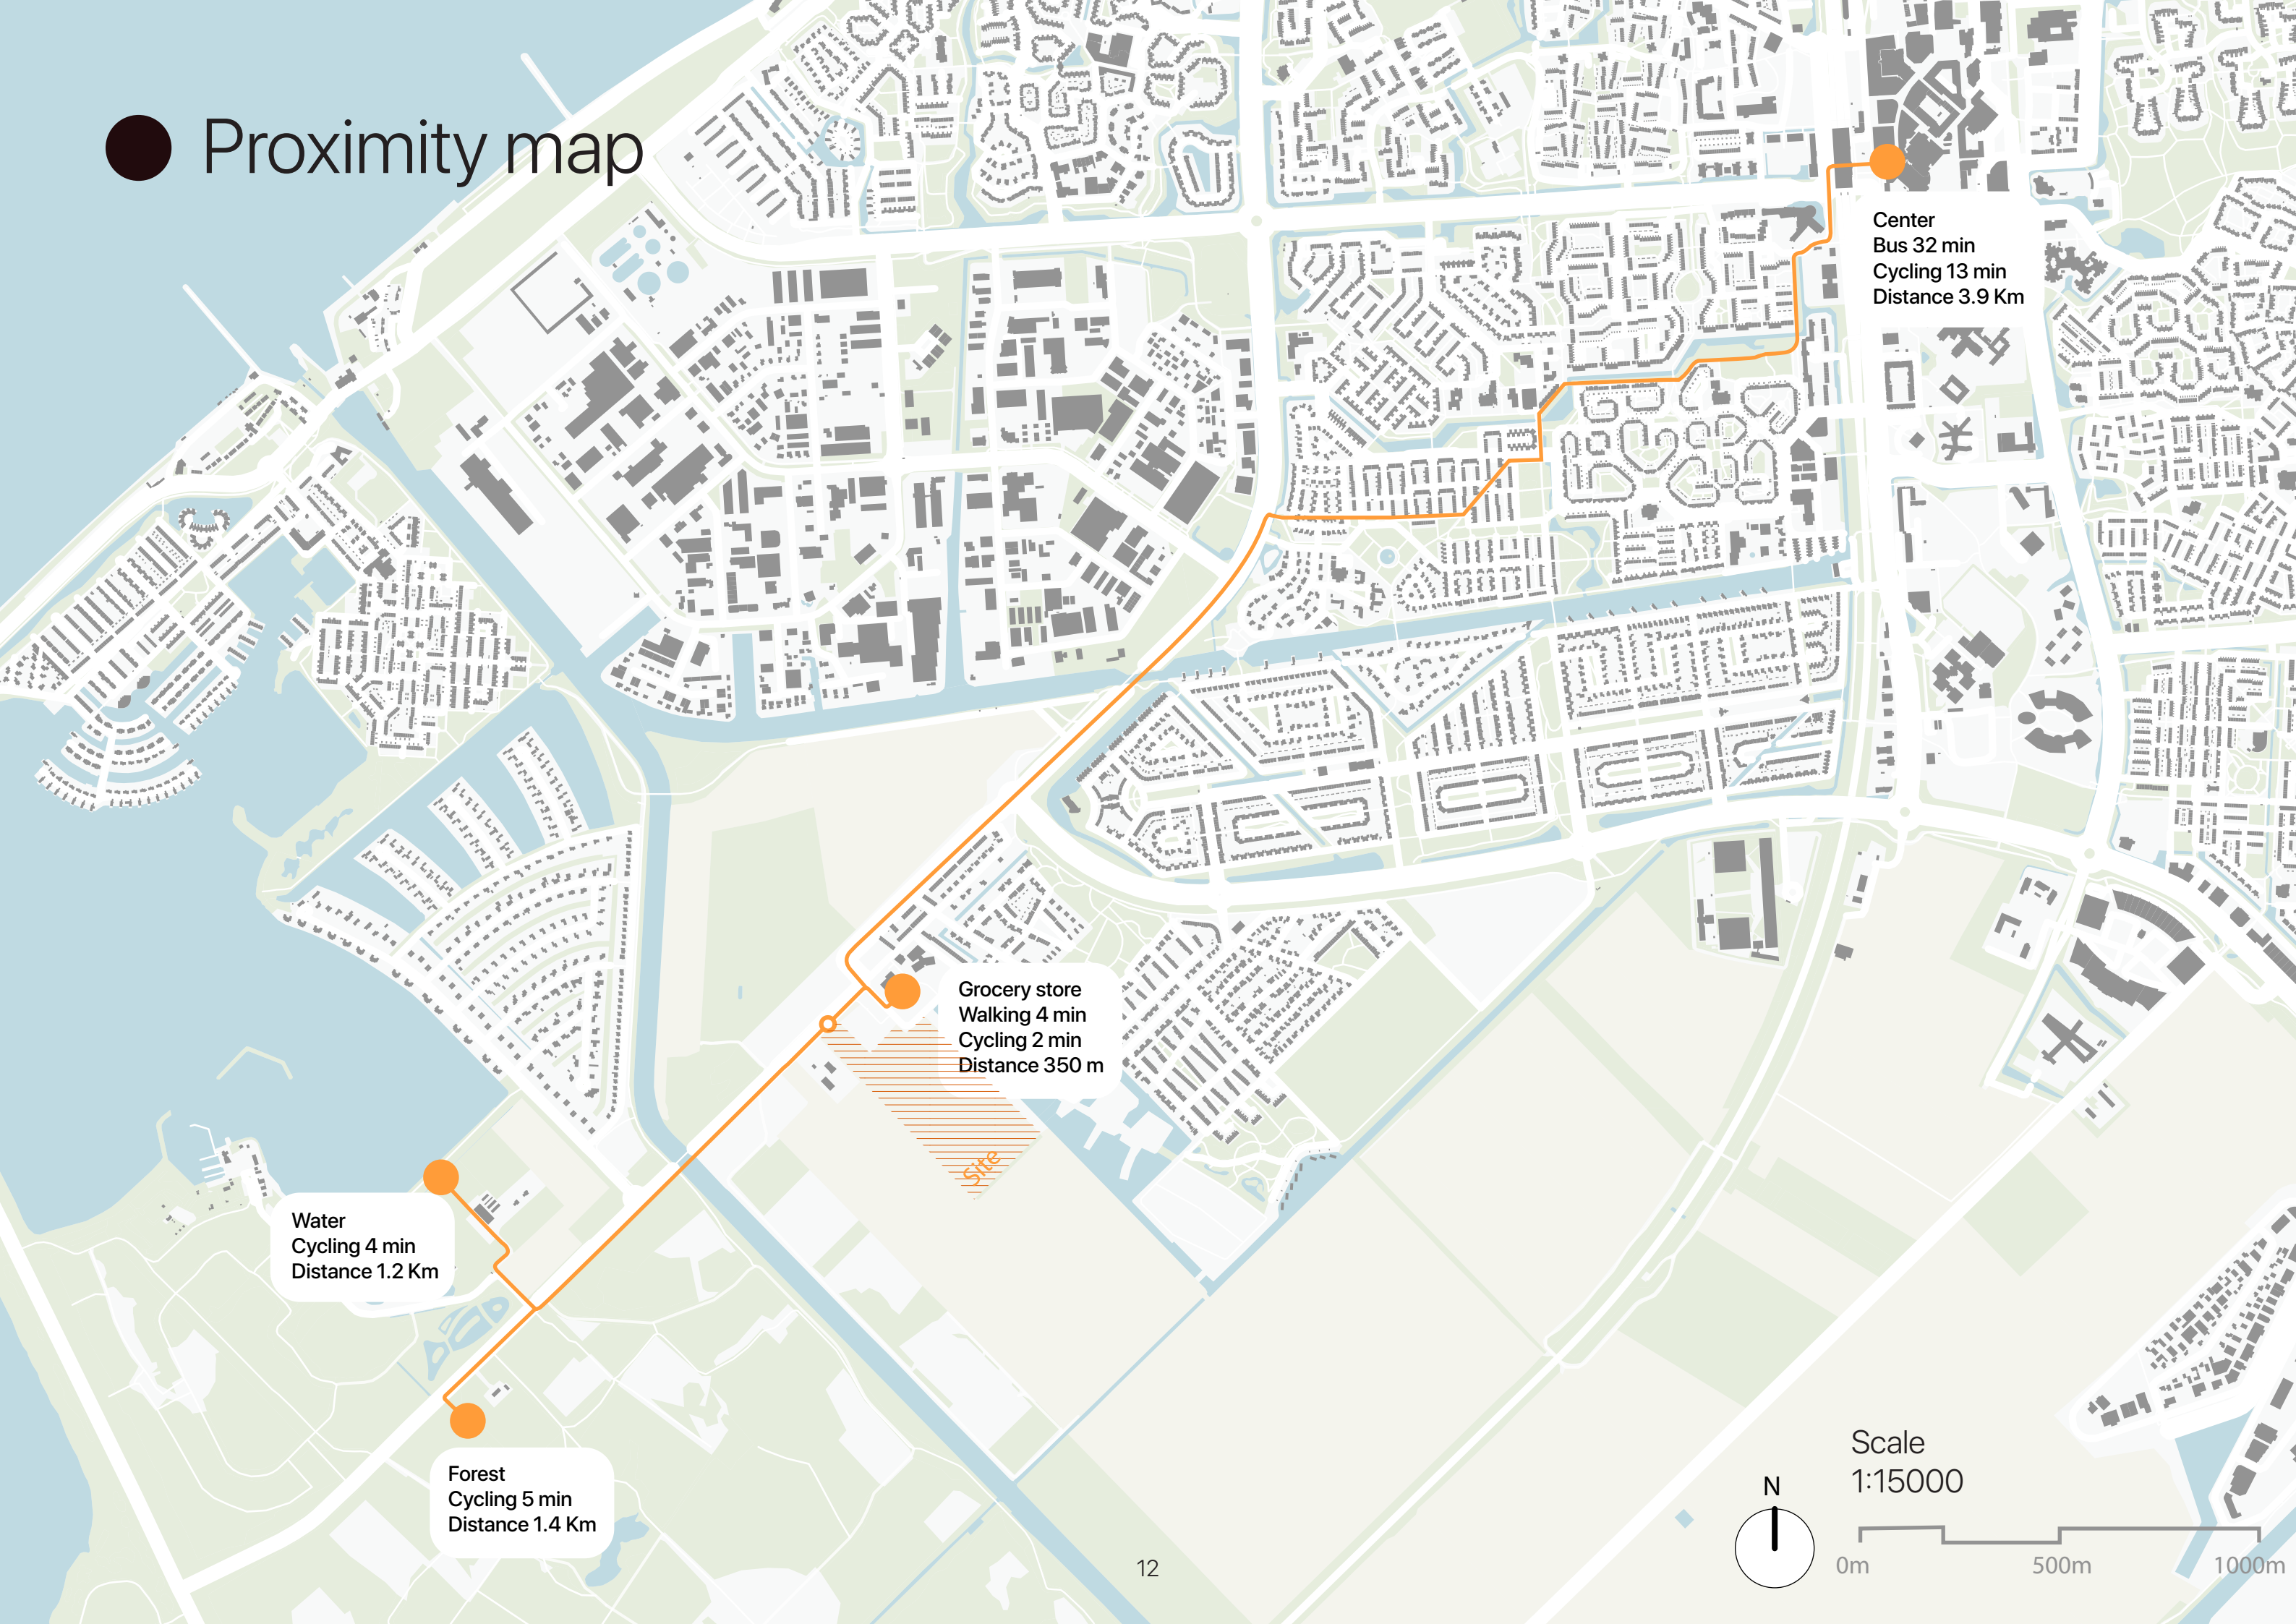 Proximity map
Center
Bus 32 min
Cycling 13 min
Distance 3.9 Km
Grocery store
Walking 4 min
Cycling 2 min
Distance 350 m
Site
Water
Cycling 4 min
Distance 1.2 Km
Forest
Cycling 5 min
Distance 1.4 Km
Scale
1:15000
N
0m
500m
1000m
12